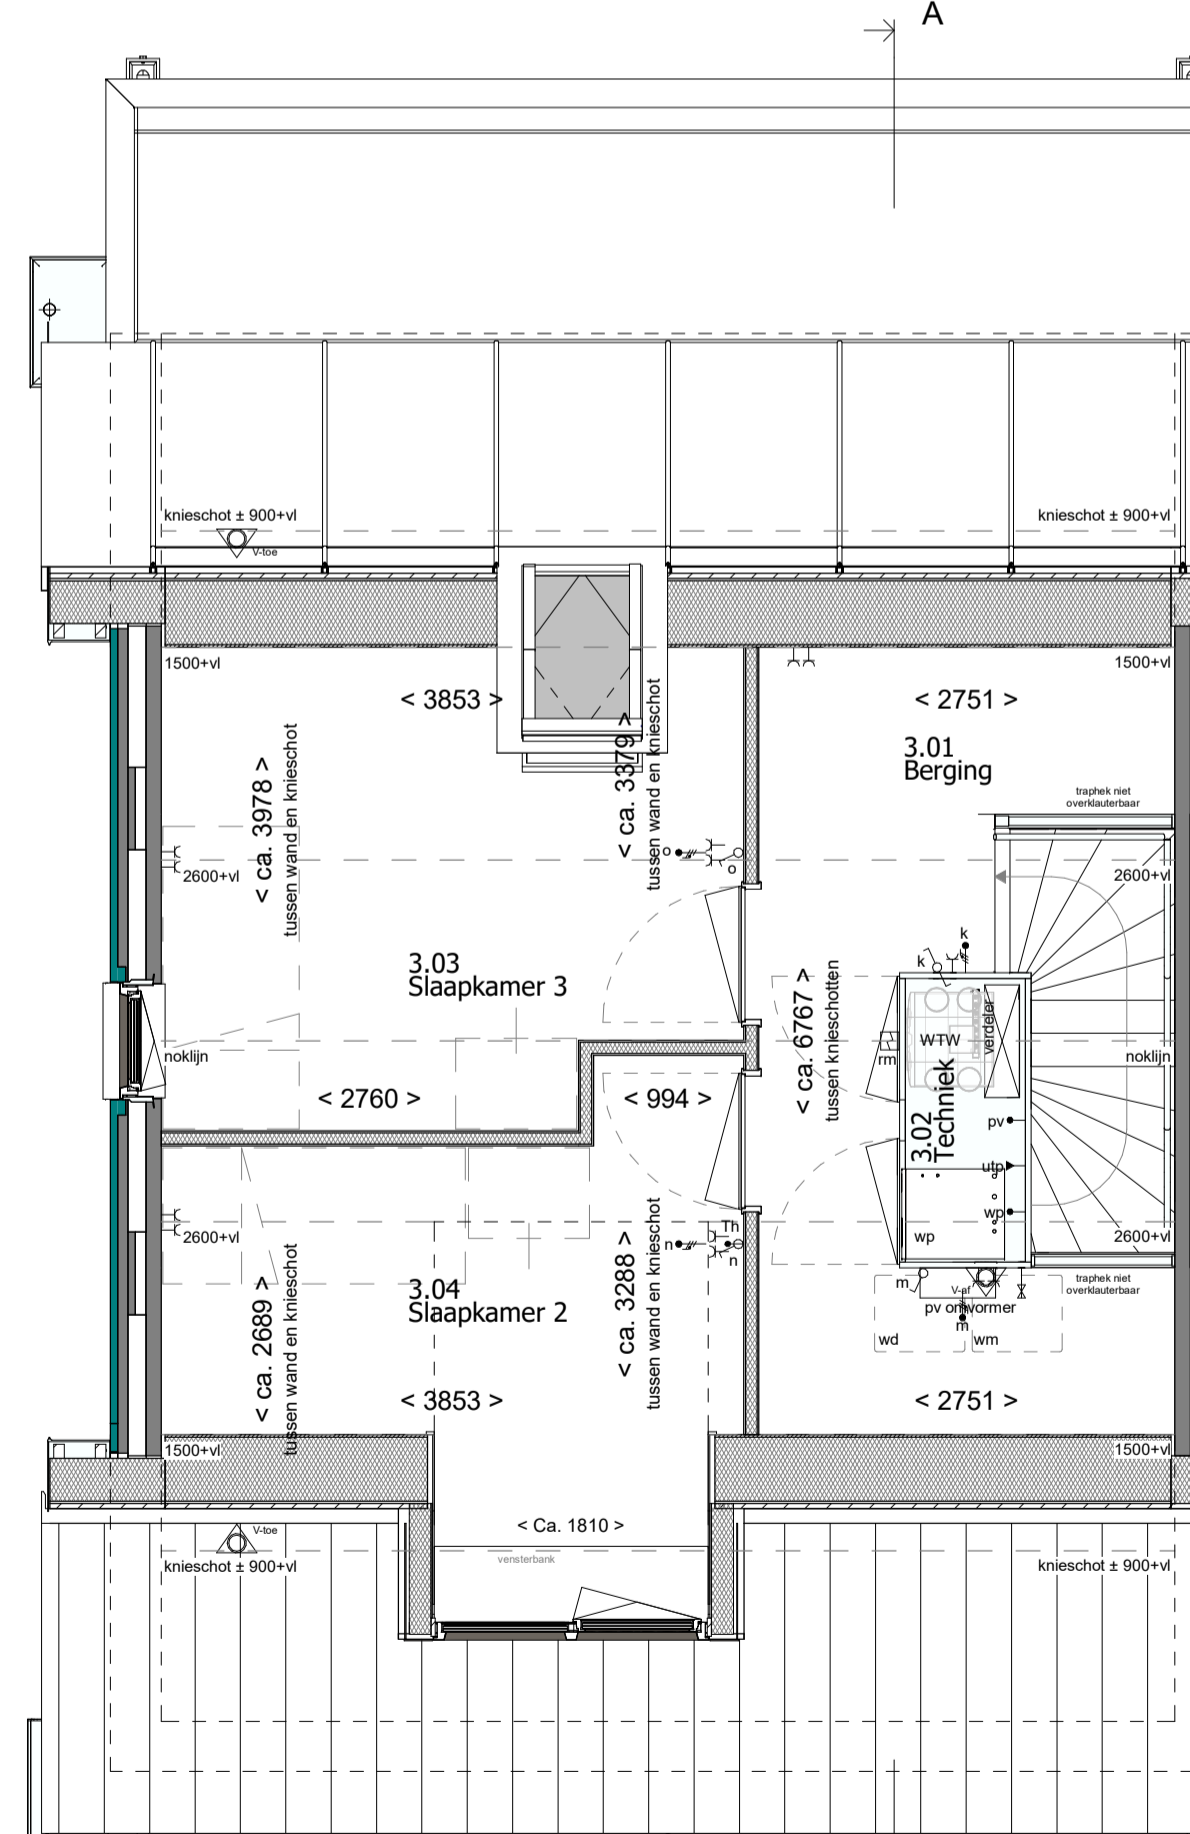 A
knieschot ± 900+vl
V-toe
knieschot ± 900+vl
1500+vl
1500+vl
< 3853 >
< 2751 >
3.01
Berging
< ca. 3978 >
tussen wand en knieschot
< ca. 3379 >
tussen wand en knieschot
traphek niet
overklauterbaar
o
o
2600+vl
2600+vl
k
k
3.03
Slaapkamer 3
< ca. 6767 >
tussen knieschotten
WTW
verdeler
rm
noklijn
noklijn
< 2760 >
< 994 >
3.02
Techniek
pv
utp
wp
wp
2600+vl
2600+vl
Th
n
n
3.04
Slaapkamer 2
< ca. 2689 >
tussen wand en knieschot
< ca. 3288 >
tussen wand en knieschot
m
V-af
pv omvormer
m
wd
wm
traphek niet
overklauterbaar
< 3853 >
< 2751 >
1500+vl
1500+vl
< Ca. 1810 >
vensterbank
V-toe
knieschot ± 900+vl
knieschot ± 900+vl